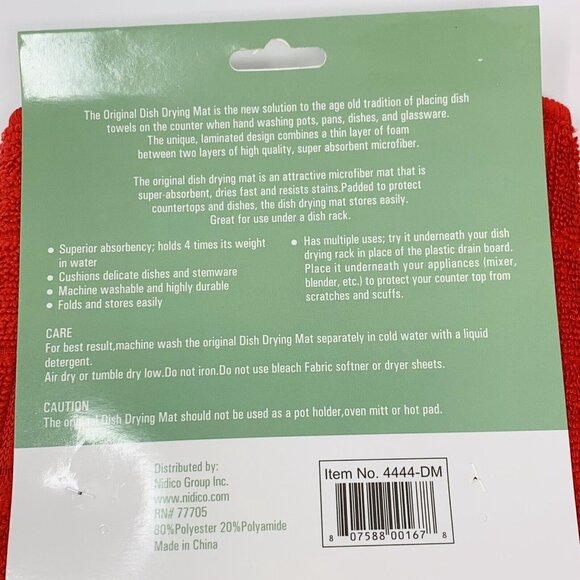 The Original Dish Drying Mat is the new solution to the age old tradition of placing dish
towels on the counter when hand washing pots, pans, dishes, and glassware.
The unique, laminated design combines a thin layer of foam
between two layers of high quality, super absorbent microfiber.
The original dish drying mat is an attractive microfiber mat that is
super-absorbent, dries fast and resists stains.Padded to protect
countertops and dishes, the dish drying mat stores easily.
Great for use under a dish rack.
• Superior absorbency; holds 4 times its weight
in water
• Cushions delicate dishes and stemware
• Machine washable and highly durable
• Folds and stores easily
• Has multiple uses; try it underneath your dish
drying rack in place of the plastic drain board.
Place it underneath your appliances (mixer,
blender, etc.) to protect your counter top from
scratches and scuffs.
CARE
For best result,machine wash the original Dish Drying Mat separately in cold water with a liquid
detergent.
Air dry or tumble dry low.Do not iron.Do not use bleach Fabric softner or dryer sheets.
CAUTION
The original Dish Drying Mat should not be used as a pot holder,oven mitt or hot pad.
Distributed by:
Nidico Group Inc.
www.nidico.com
RN# 77705
80%Polyester 20%Polyamide
Made in China
Item No. 4444-DM
8 07588 00167 8